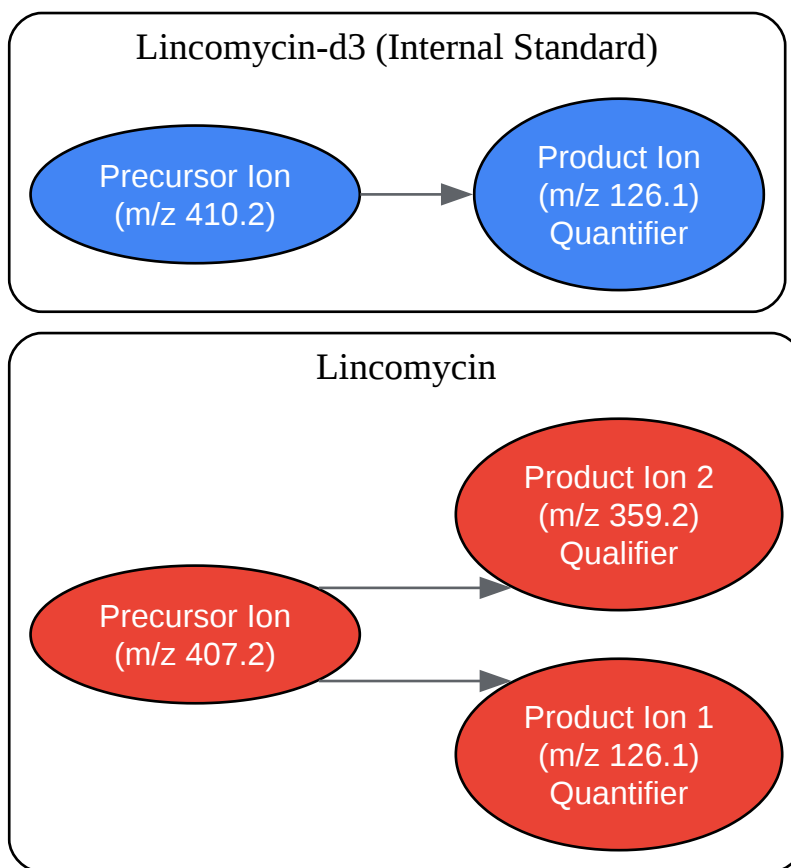 Lincomycin-d3 (Internal Standard)
Precursor Ion
(m/z 410.2)
Product Ion
(m/z 126.1)
Quantifier
Lincomycin
Product Ion 2
(m/z 359.2)
Qualifier
Precursor Ion
(m/z 407.2)
Product Ion 1
(m/z 126.1)
Quantifier